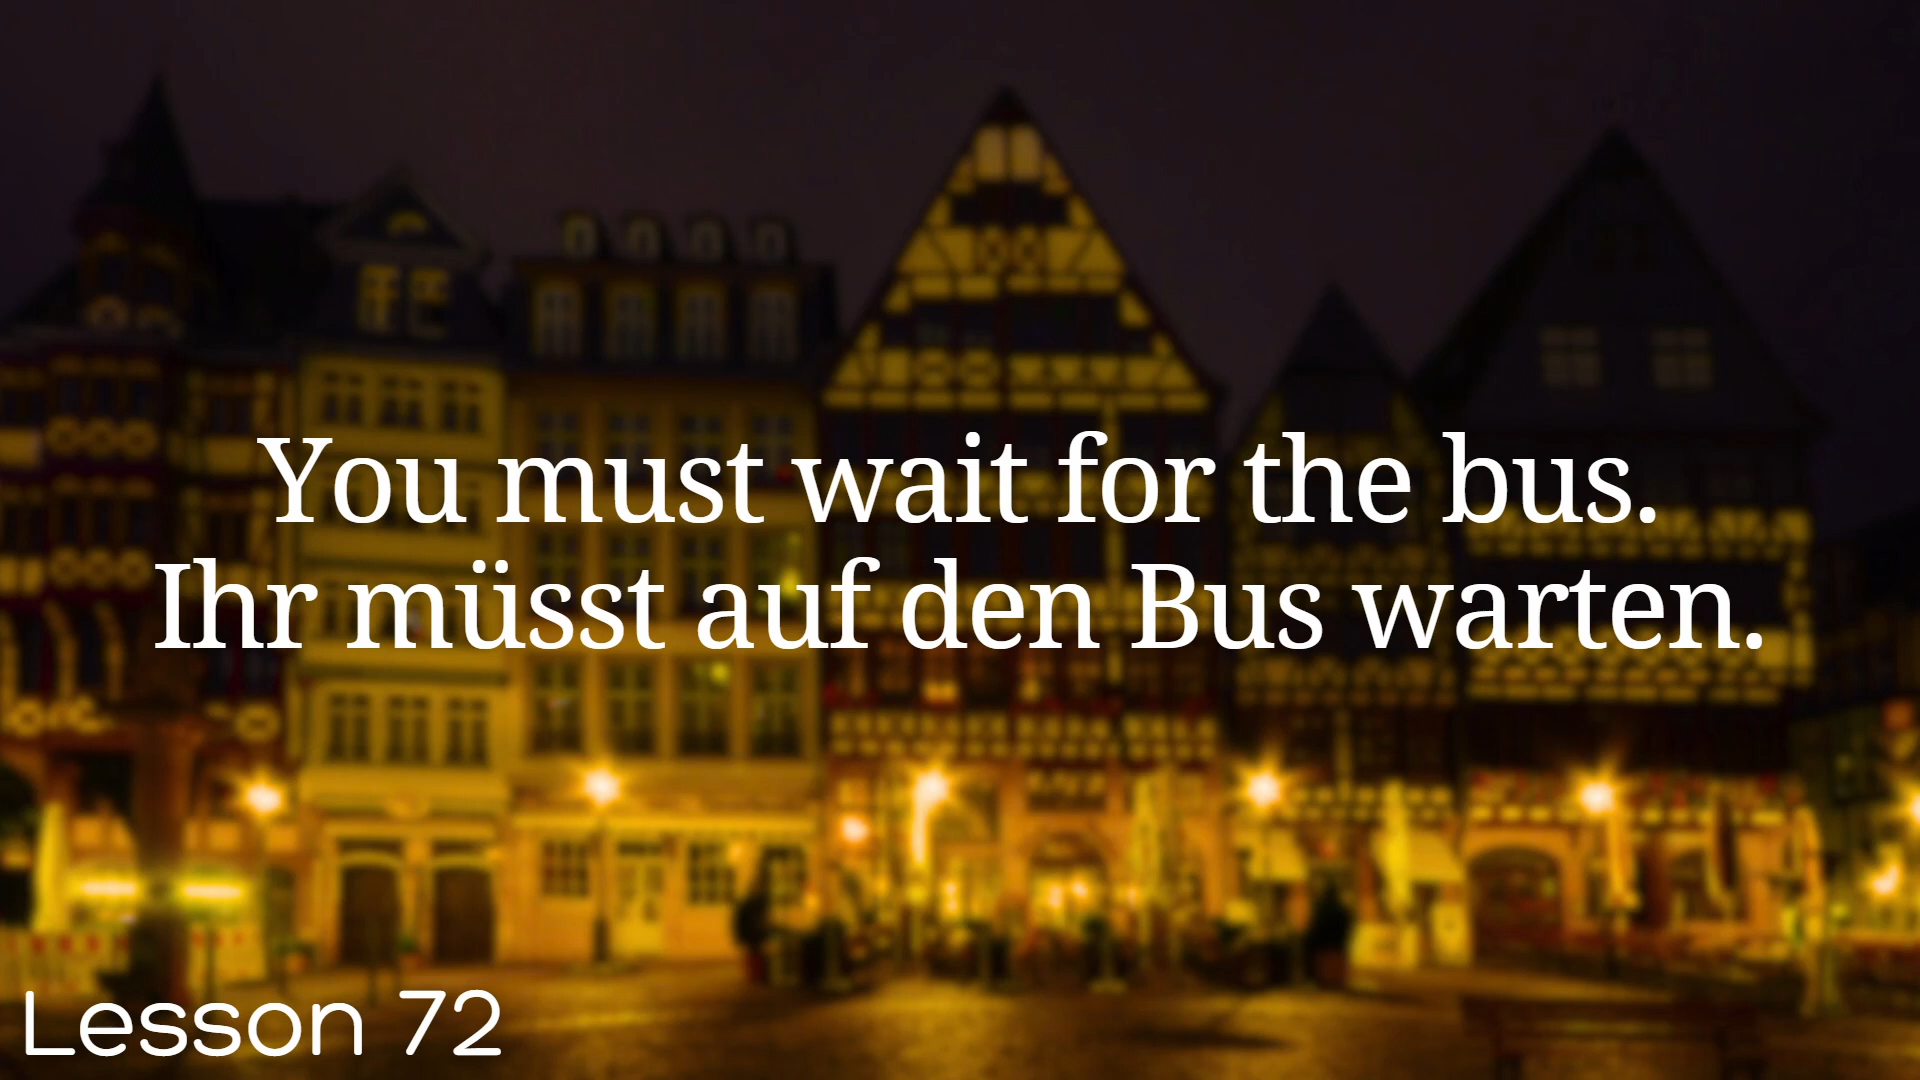 You must wait for the bus.
Ihr müsst auf den Bus warten.
Lesson 72